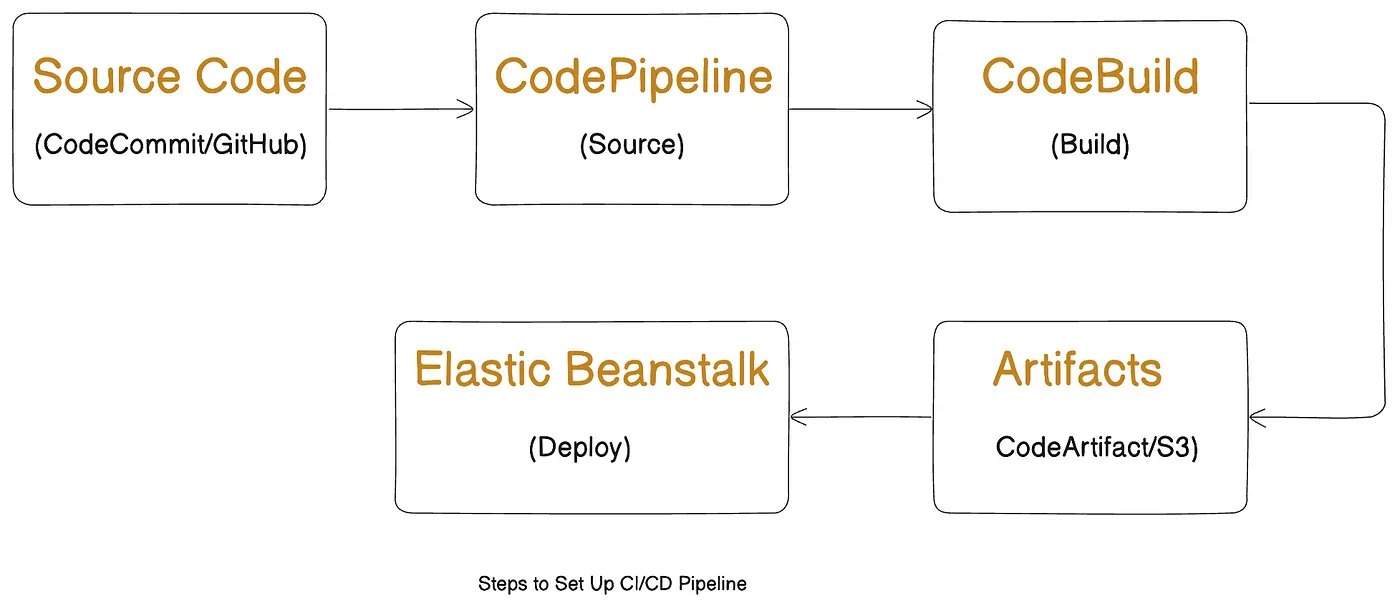 Source Code
(CodeCommit/GitHub)
CodePipeline
(Source)
CodeBuild
(Build)
Artifacts
CodeArtifact/S3)
Elastic Beanstalk
(Deploy)
Steps to Set Up CI/CD Pipeline